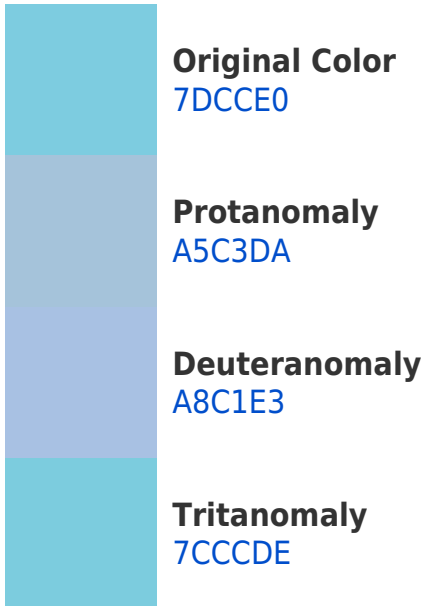 Original Color
7DCCE0
Protanomaly
A5C3DA
Deuteranomaly
A8C1E3
Tritanomaly
7CCCDE